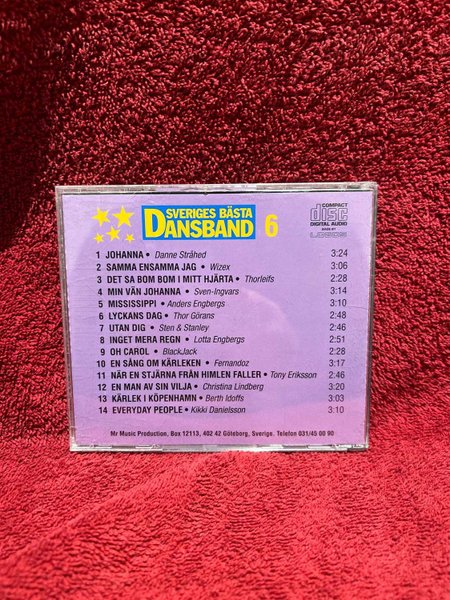 SVERIGES BÄSTA
DANSBAND 6
COMPACT
disc
DIGITAL AUDIO
MADE BY
1 JOHANNA • Danne Stråhed 3:24
2 SAMMA ENSAMMA JAG • Wizex 3:06
3 DET SA BOM BOM I MITT HJÄRTA • Thorleifs 2:28
4 MIN VÄN JOHANNA • Sven-Ingvars 3:14
5 MISSISSIPPI • Anders Engbergs 3:10
6 LYCKANS DAG • Thor Görans 2:48
7 UTAN DIG • Sten & Stanley 2:46
8 INGET MERA REGN • Lotta Engbergs 2:51
9 OH CAROL • BlackJack 2:28
10 EN SÅNG OM KÄRLEKEN • Fernandoz 3:11
11 NÄR EN STJÄRNA FRÅN HIMLEN FALLER • Tony Eriksson 2:46
12 EN MAN AV SIN VILJA • Christina Lindberg 3:20
13 KÄRLEK I KÖPENHAMN • Berth Idoffs 3:03
14 EVERYDAY PEOPLE • Kikki Danielsson 3:10
Mr Music Production, Box 12113, 402 42 Göteborg, Sverige. Telefon 031/45 00 90